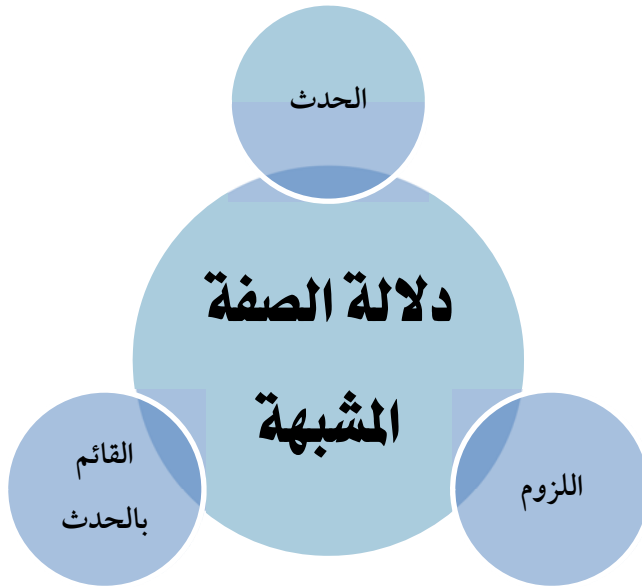 الحدث
دلالة الصفة
المشبهة
اللزوم
القائم
بالحدث